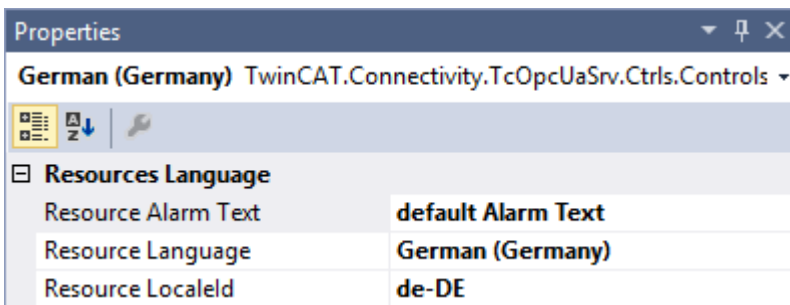 Properties
German (Germany) TwinCAT.Connectivity.TcOpcUaSrv.Ctrls.Controls
Resources Language
Resource Alarm Text default Alarm Text
Resource Language German (Germany)
Resource LocaleId de-DE